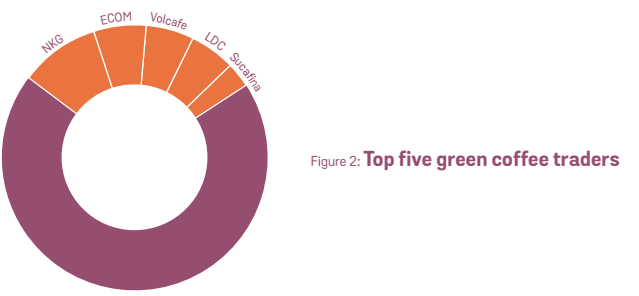 NKG
ECOM
Volcafe
LDC
Sucafina
Figure 2: Top five green coffee traders